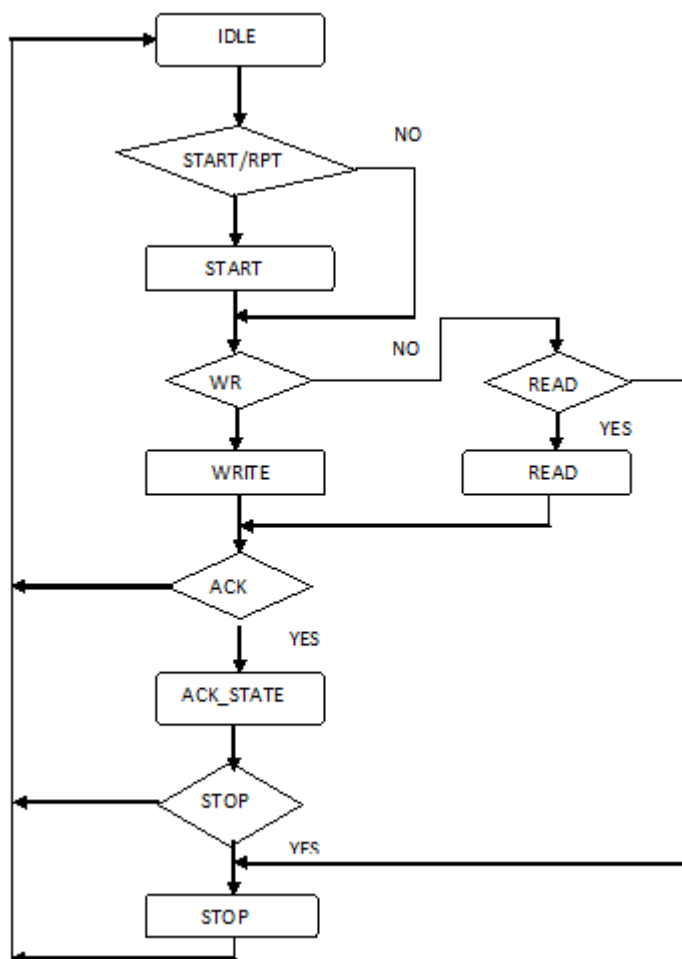 IDLE
NO
START/RPT
START
NO
WR
READ
YES
WRITE
READ
ACK
YES
ACK_STATE
STOP
YES
STOP